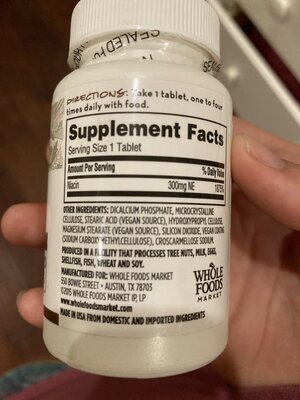 SEALED FO
DIRECTIONS: Take 1 tablet, one to four
times daily with food.
Supplement Facts
Serving Size 1 Tablet
Amount Per Serving % Daily Value
Niacin 300mg NE 1875%
OTHER INGREDIENTS: DICALCIUM PHOSPHATE, MICROCRYSTALLINE
CELLULOSE, STEARIC ACID (VEGAN SOURCE), HYDROXYPROPYL CELLULOSE,
MAGNESIUM STEARATE (VEGAN SOURCE), SILICON DIOXIDE, VEGAN COATING
(SODIUM CARBOXYMETHYLCELLULOSE), CROSCARMELLOSE SODIUM.
PRODUCED IN A FACILITY THAT PROCESSES TREE NUTS, MILK, EGGS,
SHELLFISH, FISH, WHEAT AND SOY.
MANUFACTURED FOR: WHOLE FOODS MARKET
550 BOWIE STREET • AUSTIN, TX 78703
©2015 WHOLE FOODS MARKET IP, LP
www.wholefoodsmarket.com
MADE IN USA FROM DOMESTIC AND IMPORTED INGREDIENTS
WHOLE
FOODS
MARKET